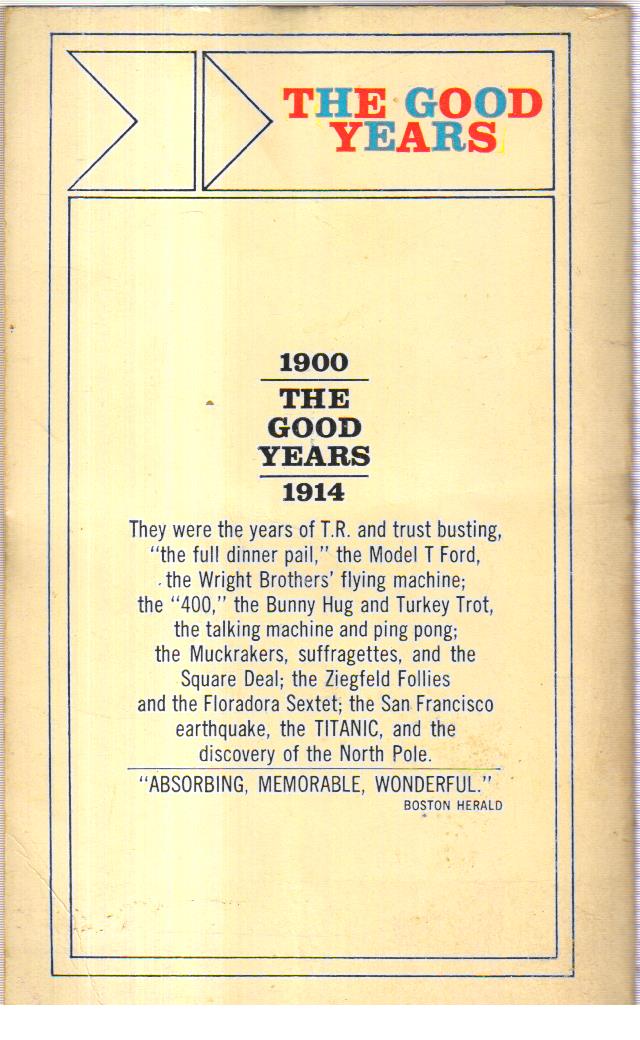 THE GOOD
YEARS
1900
THE
GOOD
YEARS
1914
They were the years of T.R. and trust busting,
“the full dinner pail,” the Model T Ford,
the Wright Brothers’ flying machine;
the “400,” the Bunny Hug and Turkey Trot,
the talking machine and ping pong;
the Muckrakers, suffragettes, and the
Square Deal; the Ziegfeld Follies
and the Floradora Sextet; the San Francisco
earthquake, the TITANIC, and the
discovery of the North Pole.
“ABSORBING, MEMORABLE, WONDERFUL.”
BOSTON HERALD